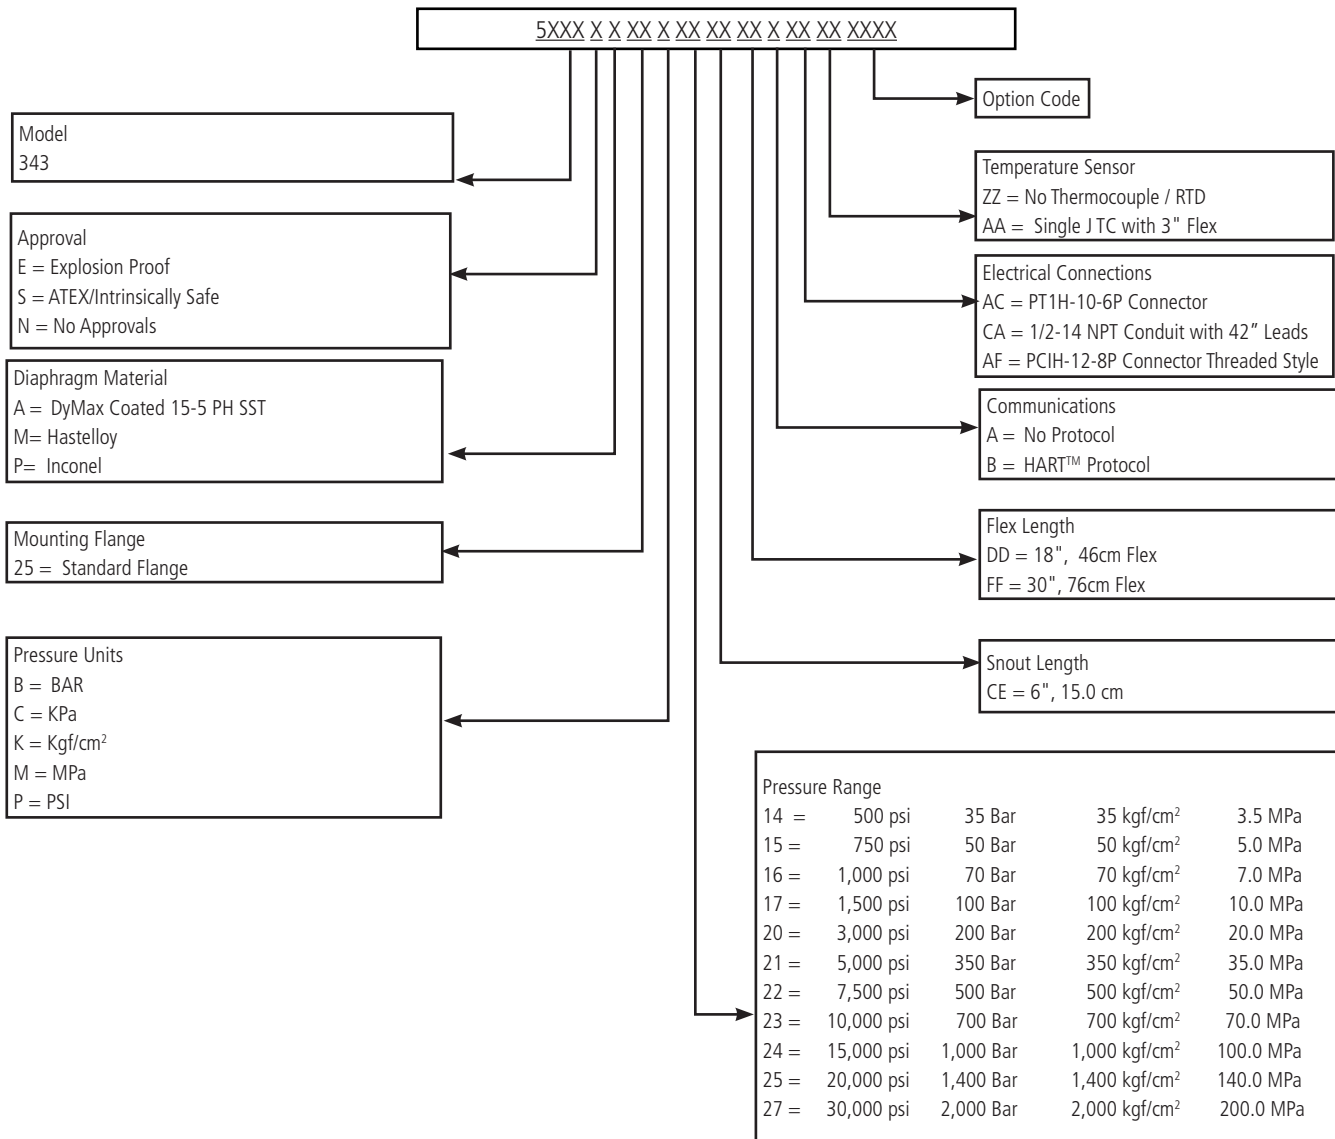 5XXX X X XX X XX XX XX X XX XX XXXX
Model
343
Approval
E = Explosion Proof
S = ATEX/Intrinsically Safe
N = No Approvals
Diaphragm Material
A = DyMax Coated 15-5 PH SST
M= Hastelloy
P= Inconel
Mounting Flange
25 = Standard Flange
Pressure Units
B = BAR
C = KPa
K = Kgf/cm²
M = MPa
P = PSI
Option Code
Temperature Sensor
ZZ = No Thermocouple / RTD
AA = Single J TC with 3" Flex
Electrical Connections
AC = PT1H-10-6P Connector
CA = 1/2-14 NPT Conduit with 42” Leads
AF = PCIH-12-8P Connector Threaded Style
Communications
A = No Protocol
B = HART™ Protocol
Flex Length
DD = 18", 46cm Flex
FF = 30", 76cm Flex
Snout Length
CE = 6", 15.0 cm
Pressure Range
14 = 500 psi 35 Bar 35 kgf/cm² 3.5 MPa
15 = 750 psi 50 Bar 50 kgf/cm² 5.0 MPa
16 = 1,000 psi 70 Bar 70 kgf/cm² 7.0 MPa
17 = 1,500 psi 100 Bar 100 kgf/cm² 10.0 MPa
20 = 3,000 psi 200 Bar 200 kgf/cm² 20.0 MPa
21 = 5,000 psi 350 Bar 350 kgf/cm² 35.0 MPa
22 = 7,500 psi 500 Bar 500 kgf/cm² 50.0 MPa
23 = 10,000 psi 700 Bar 700 kgf/cm² 70.0 MPa
24 = 15,000 psi 1,000 Bar 1,000 kgf/cm² 100.0 MPa
25 = 20,000 psi 1,400 Bar 1,400 kgf/cm² 140.0 MPa
27 = 30,000 psi 2,000 Bar 2,000 kgf/cm² 200.0 MPa